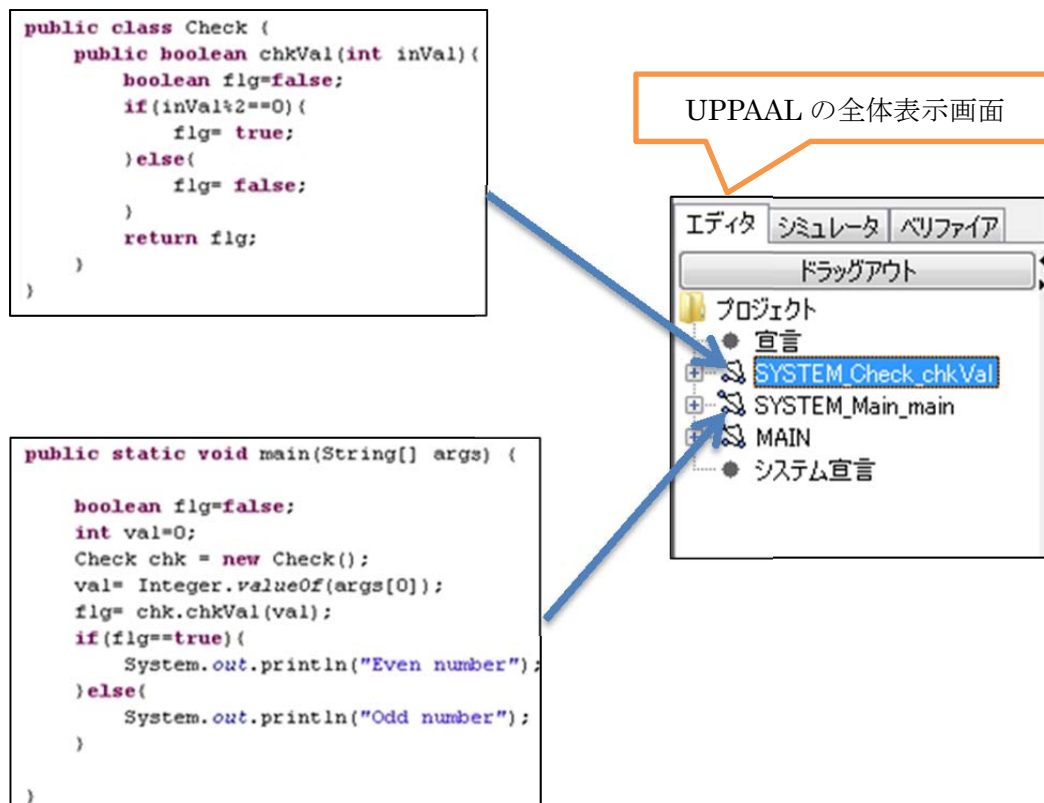 public class Check {
public boolean chkVal(int inVal){
boolean flg=false;
if(inVal%2==0){
flg= true;
}else{
flg= false;
}
return flg;
}
}
UPPAAL の全体表示画面
エディタ シミュレータ ベリファイア
ドラッグアウト
プロジェクト
宣言
SYSTEM_Check_chkVal
SYSTEM_Main_main
MAIN
システム宣言
public static void main(String[] args) {
boolean flg=false;
int val=0;
Check chk = new Check();
val= Integer.valueOf(args[0]);
flg= chk.chkVal(val);
if(flg==true){
System.out.println("Even number");
}else{
System.out.println("Odd number");
}
}